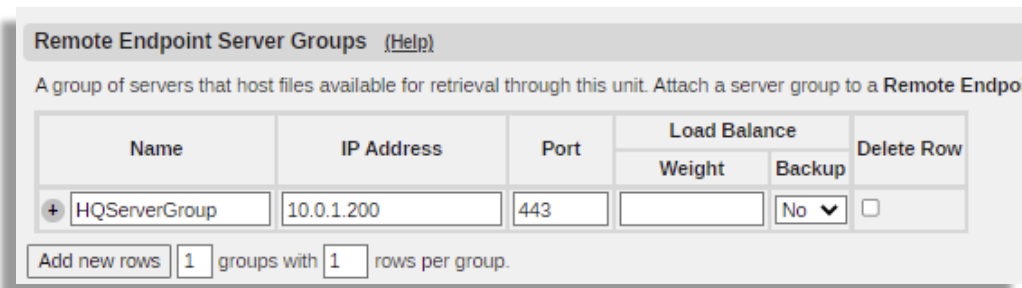 Remote Endpoint Server Groups (Help)
A group of servers that host files available for retrieval through this unit. Attach a server group to a Remote Endpo
Name IP Address Port Load Balance Delete Row
Weight Backup
+ HQServerGroup 10.0.1.200 443 No
Add new rows 1 groups with 1 rows per group.